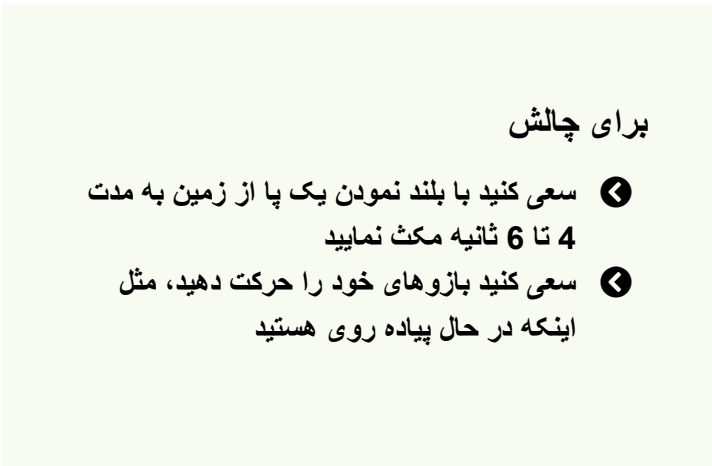 برای چالش
سعی کنید با بلند نمودن یک پا از زمین به مدت
4 تا 6 ثانیه مکث نمایید
سعی کنید بازوهای خود را حرکت دهید، مثل
اینکه در حال پیاده روی هستید